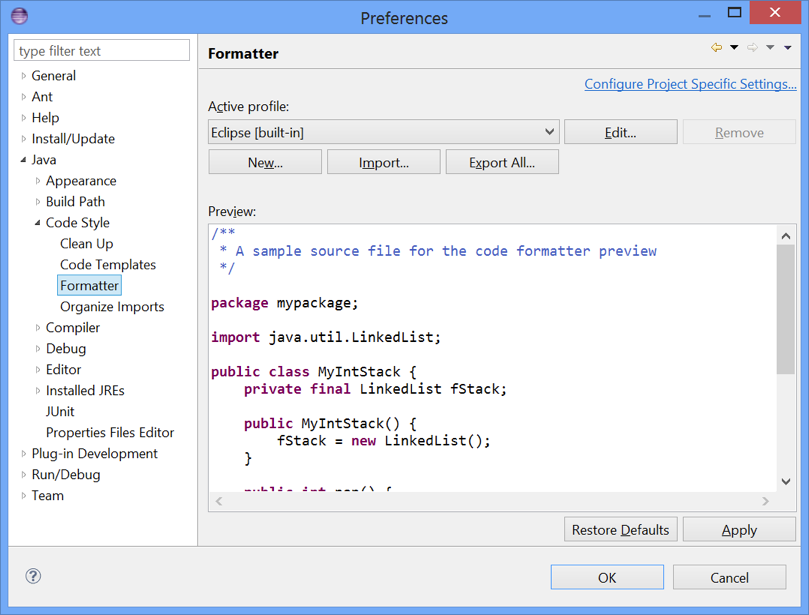 Preferences
type filter text
General
Ant
Help
Install/Update
Java
Appearance
Build Path
Code Style
Clean Up
Code Templates
Formatter
Organize Imports
Compiler
Debug
Editor
Installed JREs
JUnit
Properties Files Editor
Plug-in Development
Run/Debug
Team
Formatter
Configure Project Specific Settings...
Active profile:
Eclipse [built-in]
Edit...
Remove
New...
Import...
Export All...
Preview:
/**
 * A sample source file for the code formatter preview
 */
package mypackage;
import java.util.LinkedList;
public class MyIntStack {
    private final LinkedList fStack;
    public MyIntStack() {
        fStack = new LinkedList();
    }
    public int pop() {
Restore Defaults
Apply
?
OK
Cancel